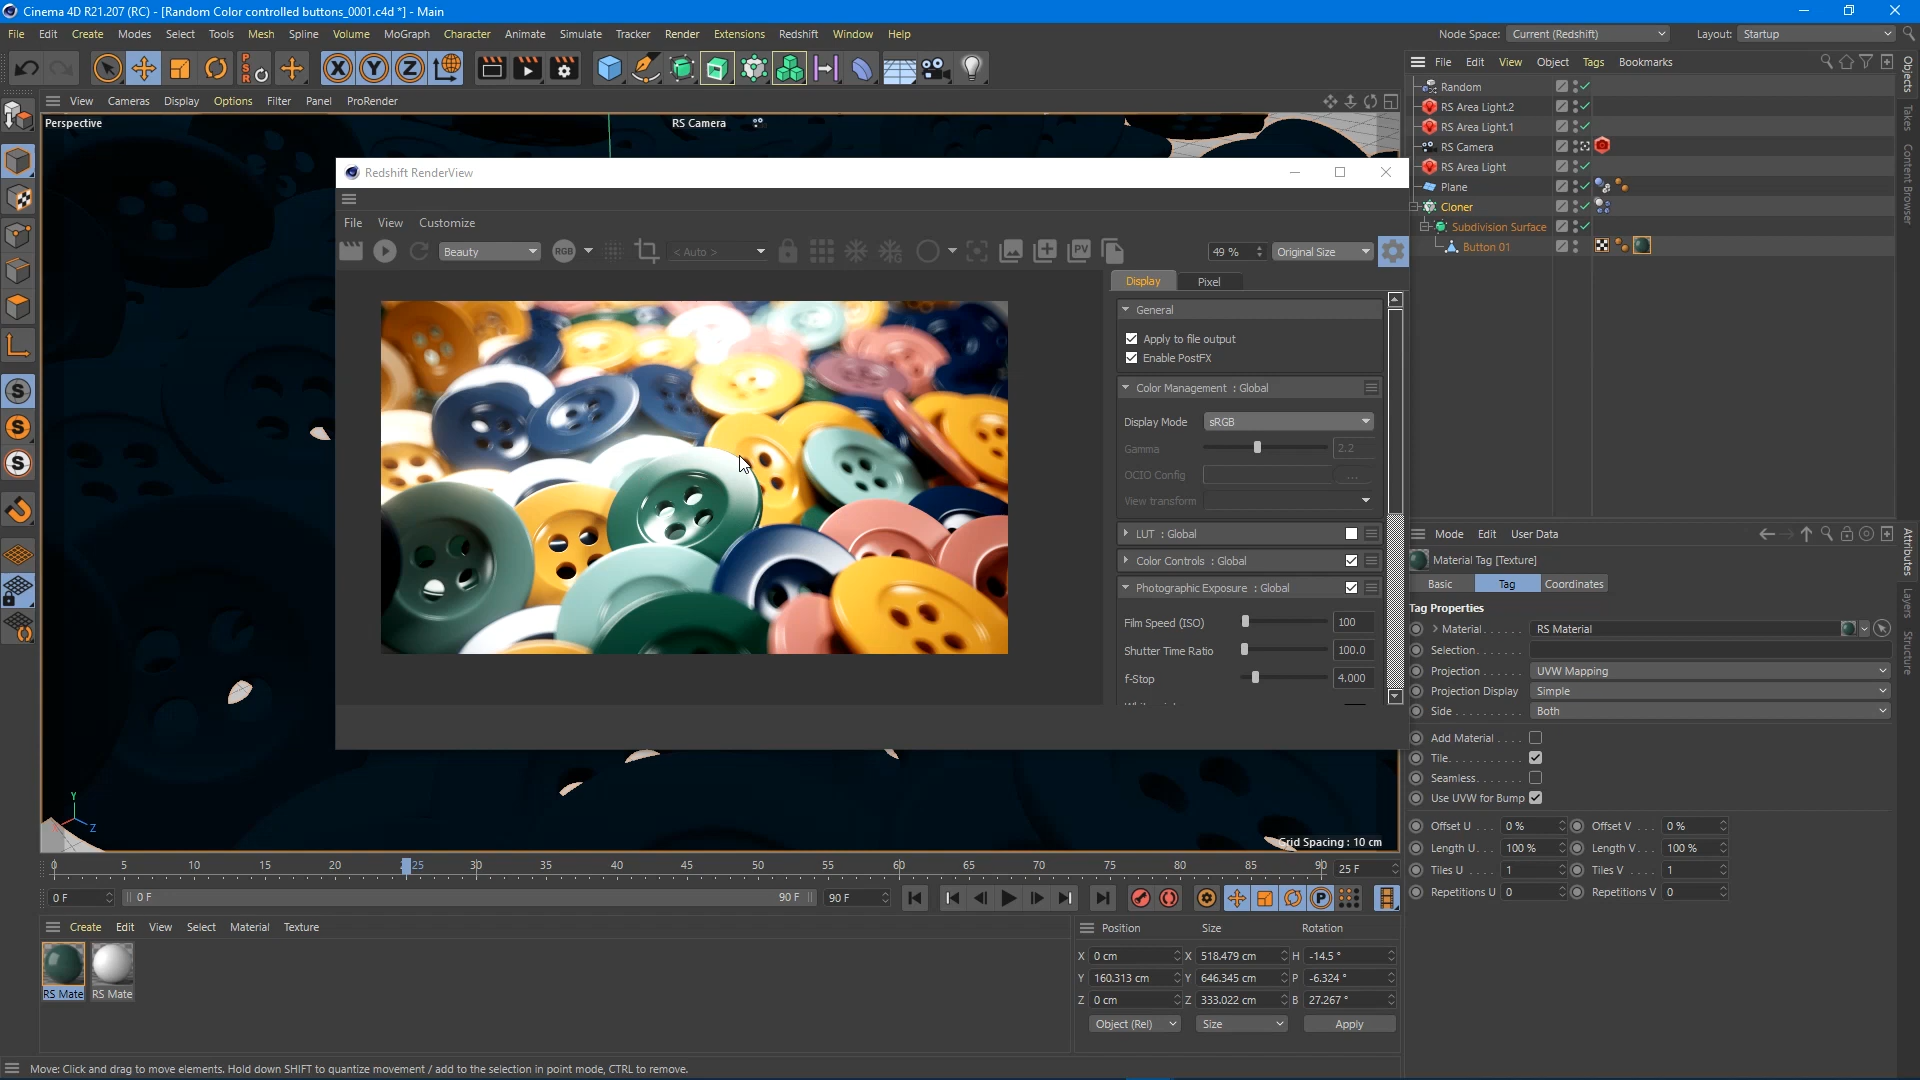 Cinema 4D R21.207 (RC) - [Random Color controlled buttons_0001.c4d *] - Main
File Edit Create Modes Select Tools Mesh Spline Volume MoGraph Character Animate Simulate Tracker Render Extensions Redshift Window Help
Node Space: Current (Redshift) Layout: Startup
PSR X Y Z
File Edit View Object Tags Bookmarks
View Cameras Display Options Filter Panel ProRender
Perspective
RS Camera
Random
RS Area Light.2
RS Area Light.1
RS Camera
RS Area Light
Plane
Cloner
Subdivision Surface
Button 01
Objects
Takes
Content Browser
Redshift RenderView
File View Customize
Beauty RGB < Auto > PV 49 % Original Size
Display Pixel
General
Apply to file output
Enable PostFX
Color Management : Global
Display Mode sRGB
Gamma 2.2
OCIO Config ...
View transform
LUT : Global
Color Controls : Global
Photographic Exposure : Global
Film Speed (ISO) 100
Shutter Time Ratio 100.0
f-Stop 4.000
Mode Edit User Data
Material Tag [Texture]
Basic Tag Coordinates
Tag Properties
Material RS Material
Selection
Projection UVW Mapping
Projection Display Simple
Side Both
Add Material
Tile
Seamless
Use UVW for Bump
Offset U 0 % Offset V 0 %
Length U 100 % Length V 100 %
Tiles U 1 Tiles V 1
Repetitions U 0 Repetitions V 0
Attributes
Layers
Structure
Y
Z
Grid Spacing : 10 cm
0 5 10 15 20 25 30 35 40 45 50 55 60 65 70 75 80 85 90 25 F
0 F 0 F 90 F 90 F
Create Edit View Select Material Texture
RS Mate RS Mate
Position Size Rotation
X 0 cm X 518.479 cm H -14.5 °
Y 160.313 cm Y 646.345 cm P -6.324 °
Z 0 cm Z 333.022 cm B 27.267 °
Object (Rel) Size Apply
Move: Click and drag to move elements. Hold down SHIFT to quantize movement / add to the selection in point mode, CTRL to remove.